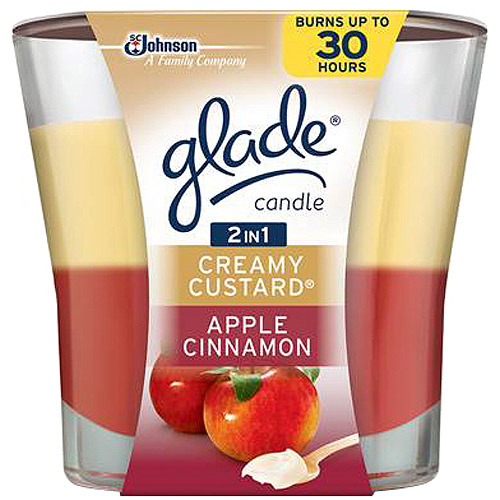 SC
Johnson
A Family Company
BURNS UP TO
30
HOURS
glade®
candle
2 IN 1
CREAMY
CUSTARD®
APPLE
CINNAMON